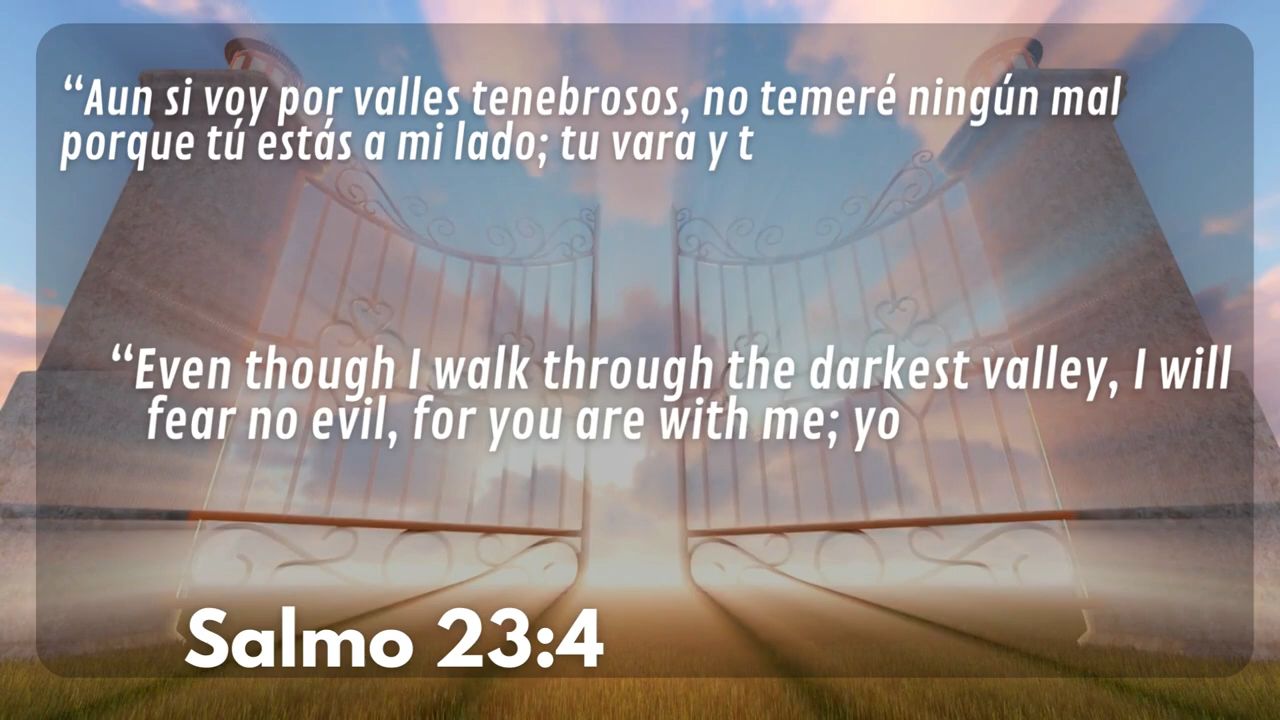 “Aun si voy por valles tenebrosos, no temeré ningún mal
porque tú estás a mi lado; tu vara y t
“Even though I walk through the darkest valley, I will
fear no evil, for you are with me; yo
Salmo 23:4